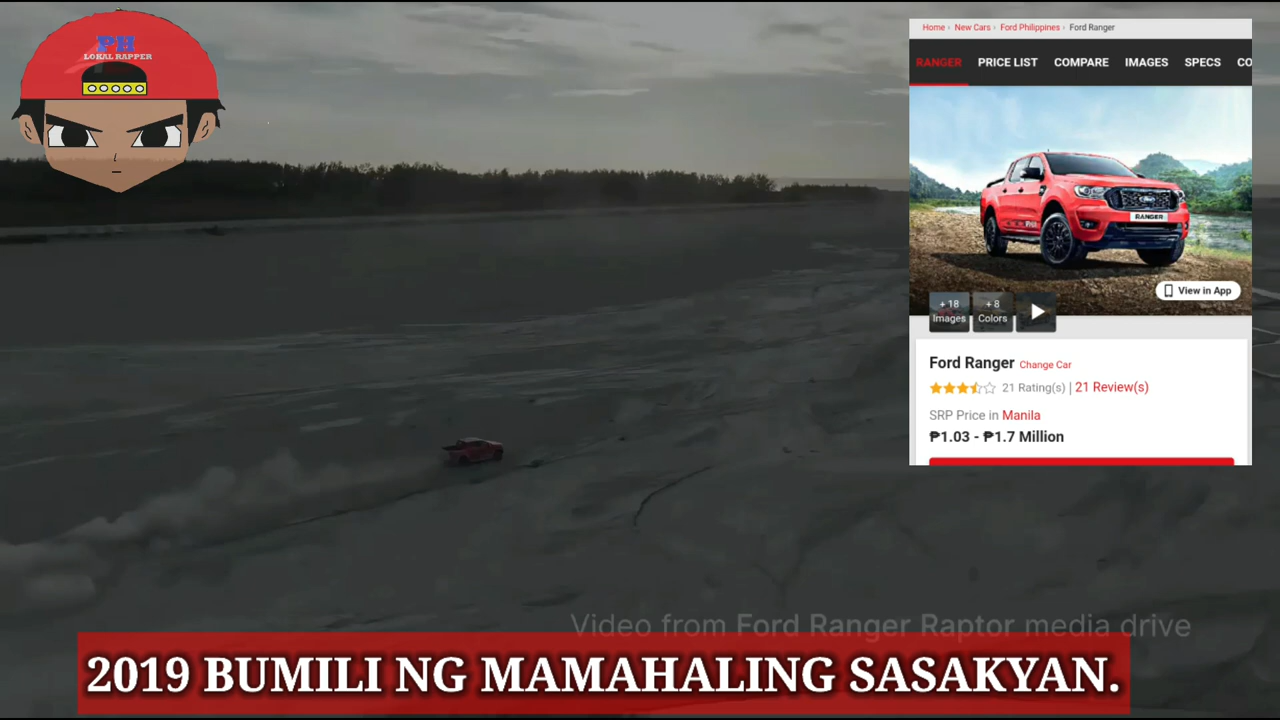 PH
LOKAL RAPPER
Home › New Cars › Ford Philippines › Ford Ranger
RANGER PRICE LIST COMPARE IMAGES SPECS CO
RANGER
View in App
+ 18
Images
+ 8
Colors
Ford Ranger Change Car
21 Rating(s) | 21 Review(s)
SRP Price in Manila
₱1.03 - ₱1.7 Million
Video from Ford Ranger Raptor media drive
2019 BUMILI NG MAMAHALING SASAKYAN.